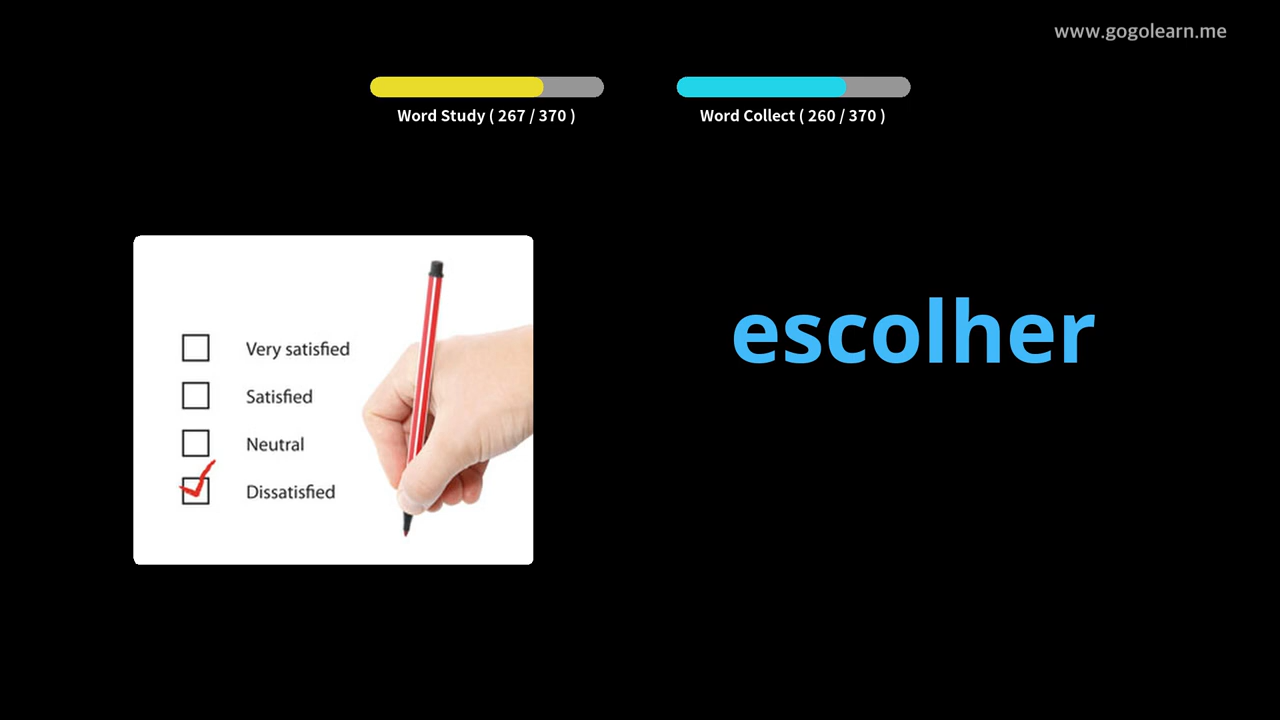 www.gogolearn.me
Word Study ( 267 / 370 )
Word Collect ( 260 / 370 )
Very satisfied
Satisfied
Neutral
Dissatisfied
escolher